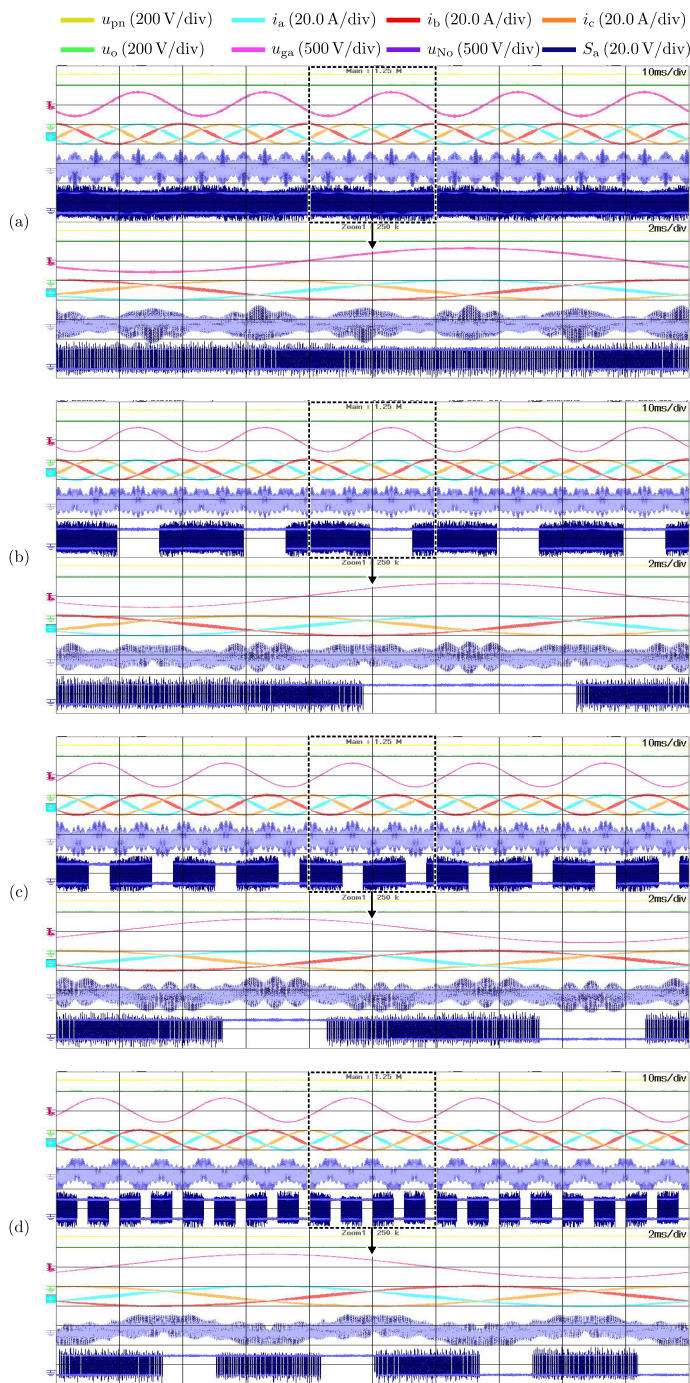 u_pn (200 V/div) i_a (20.0 A/div) i_b (20.0 A/div) i_c (20.0 A/div)
u_o (200 V/div) u_ga (500 V/div) u_No (500 V/div) S_a (20.0 V/div)
Main : 1.25 M 10ms/div
(a)
Zoom1 : 250 k 2ms/div
Main : 1.25 M 10ms/div
(b)
Zoom1 : 250 k 2ms/div
Main : 1.25 M 10ms/div
(c)
Zoom1 : 250 k 2ms/div
Main : 1.25 M 10ms/div
(d)
Zoom1 : 250 k 2ms/div